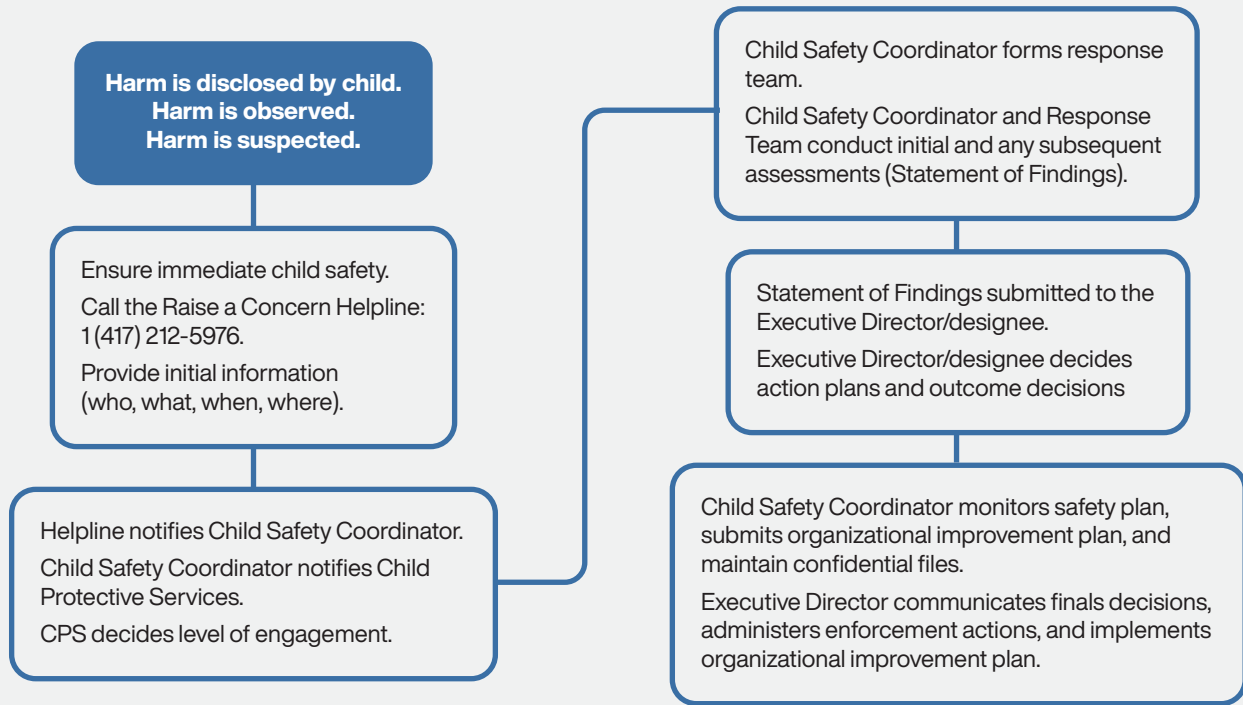 Harm is disclosed by child.
Harm is observed.
Harm is suspected.
Ensure immediate child safety.
Call the Raise a Concern Helpline:
1 (417) 212-5976.
Provide initial information
(who, what, when, where).
Helpline notifies Child Safety Coordinator.
Child Safety Coordinator notifies Child
Protective Services.
CPS decides level of engagement.
Child Safety Coordinator forms response
team.
Child Safety Coordinator and Response
Team conduct initial and any subsequent
assessments (Statement of Findings).
Statement of Findings submitted to the
Executive Director/designee.
Executive Director/designee decides
action plans and outcome decisions
Child Safety Coordinator monitors safety plan,
submits organizational improvement plan, and
maintain confidential files.
Executive Director communicates finals decisions,
administers enforcement actions, and implements
organizational improvement plan.